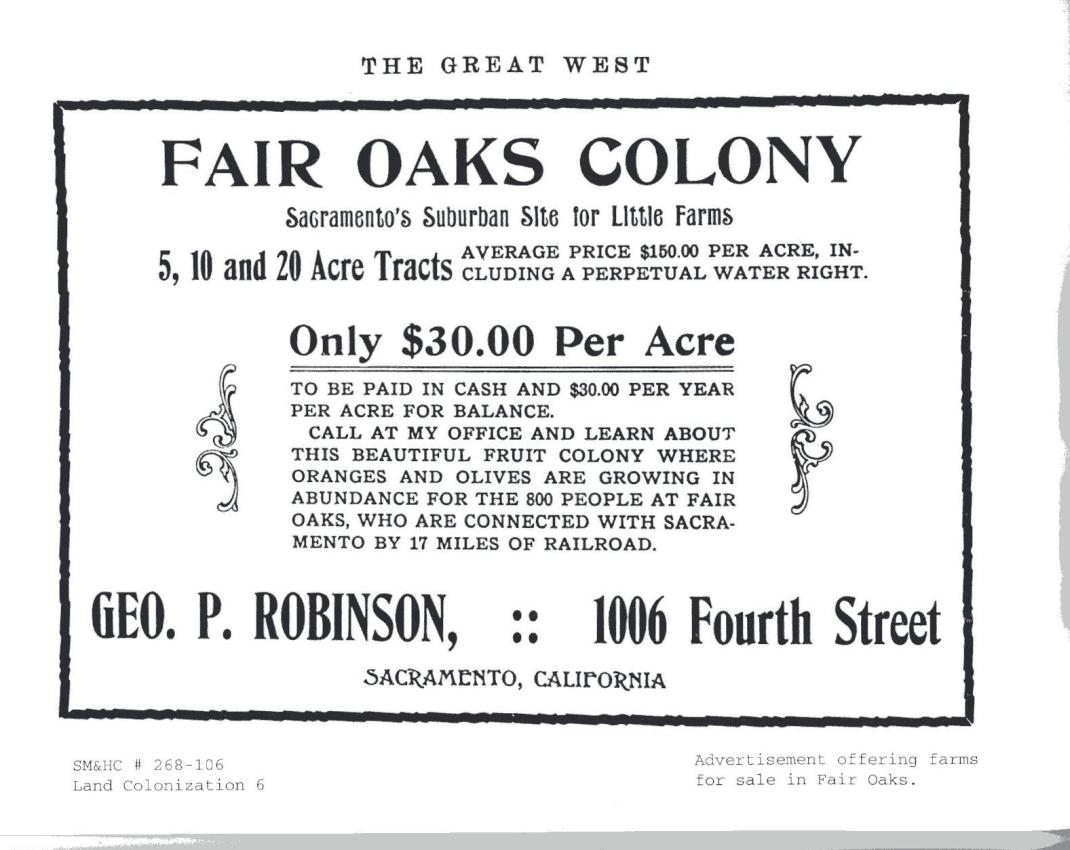 THE GREAT WEST
FAIR OAKS COLONY
Sacramento's Suburban Site for Little Farms
5, 10 and 20 Acre Tracts AVERAGE PRICE $150.00 PER ACRE, IN-
CLUDING A PERPETUAL WATER RIGHT.
Only $30.00 Per Acre
TO BE PAID IN CASH AND $30.00 PER YEAR
PER ACRE FOR BALANCE.
CALL AT MY OFFICE AND LEARN ABOUT
THIS BEAUTIFUL FRUIT COLONY WHERE
ORANGES AND OLIVES ARE GROWING IN
ABUNDANCE FOR THE 800 PEOPLE AT FAIR
OAKS, WHO ARE CONNECTED WITH SACRA-
MENTO BY 17 MILES OF RAILROAD.
GEO. P. ROBINSON, :: 1006 Fourth Street
SACRAMENTO, CALIFORNIA
SM&HC # 268-106
Land Colonization 6
Advertisement offering farms
for sale in Fair Oaks.